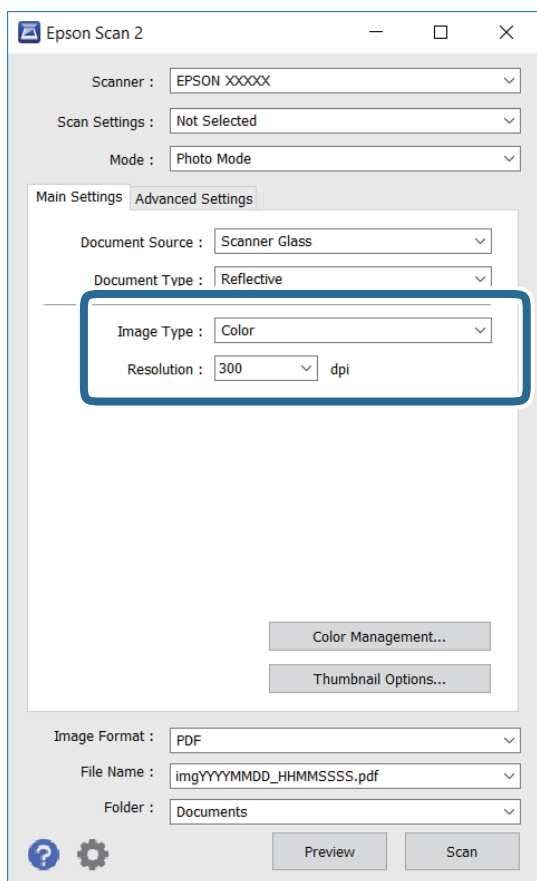 Epson Scan 2
Scanner : EPSON XXXXX
Scan Settings : Not Selected
Mode : Photo Mode
Main Settings Advanced Settings
Document Source : Scanner Glass
Document Type : Reflective
Image Type : Color
Resolution : 300 dpi
Color Management...
Thumbnail Options...
Image Format : PDF
File Name : imgYYYYMMDD_HHMMSSSS.pdf
Folder : Documents
? Preview Scan